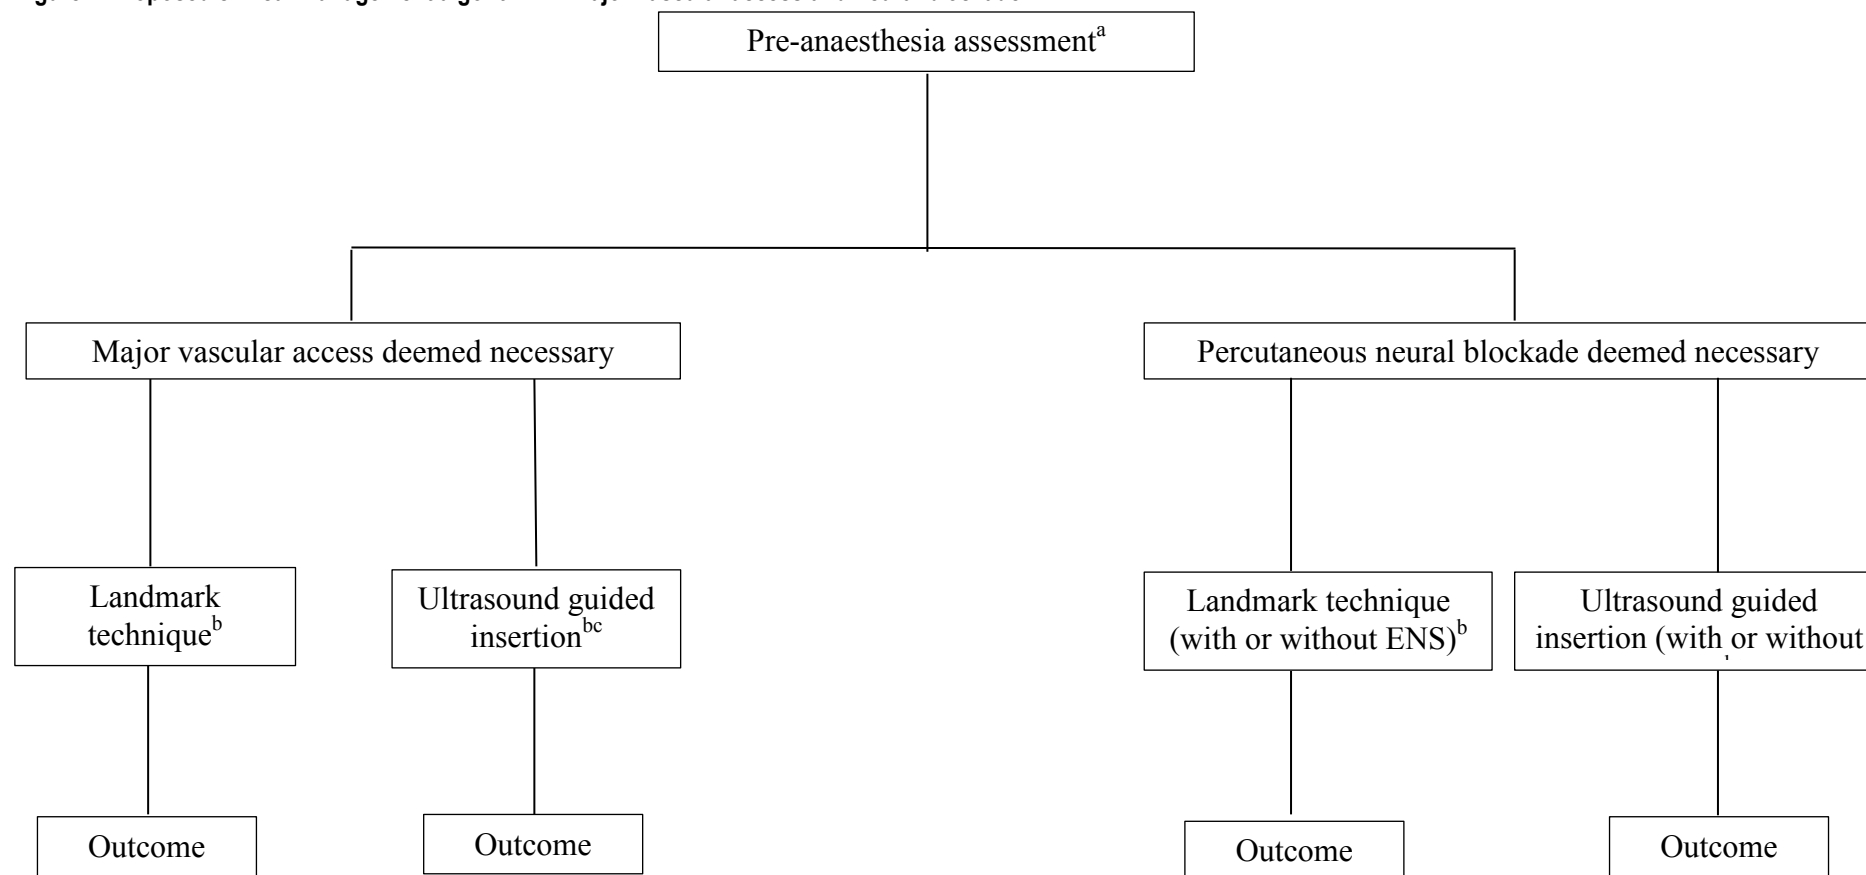 Pre-anaesthesia assessmentᵃ
Major vascular access deemed necessary
Percutaneous neural blockade deemed necessary
Landmark
techniqueᵇ
Ultrasound guided
insertionᵇᶜ
Landmark technique
(with or without ENS)ᵇ
Ultrasound guided
insertion (with or without
Outcome
Outcome
Outcome
Outcome